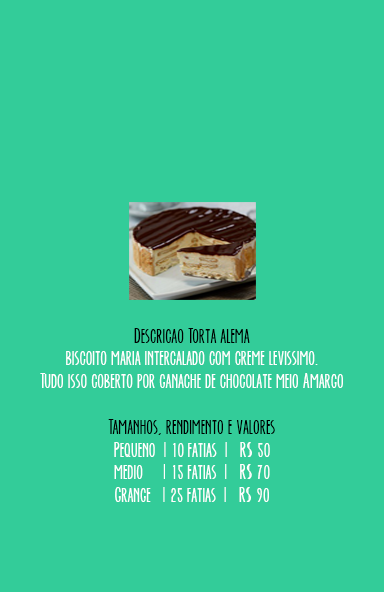 Descricao Torta alema
biscoito maria intercalado com creme levissimo.
Tudo isso coberto por ganache de chocolate meio Amargo
Tamanhos, rendimento e valores
Pequeno | 10 fatias | R$ 50
medio | 15 fatias | R$ 70
Grange | 25 fatias | R$ 90